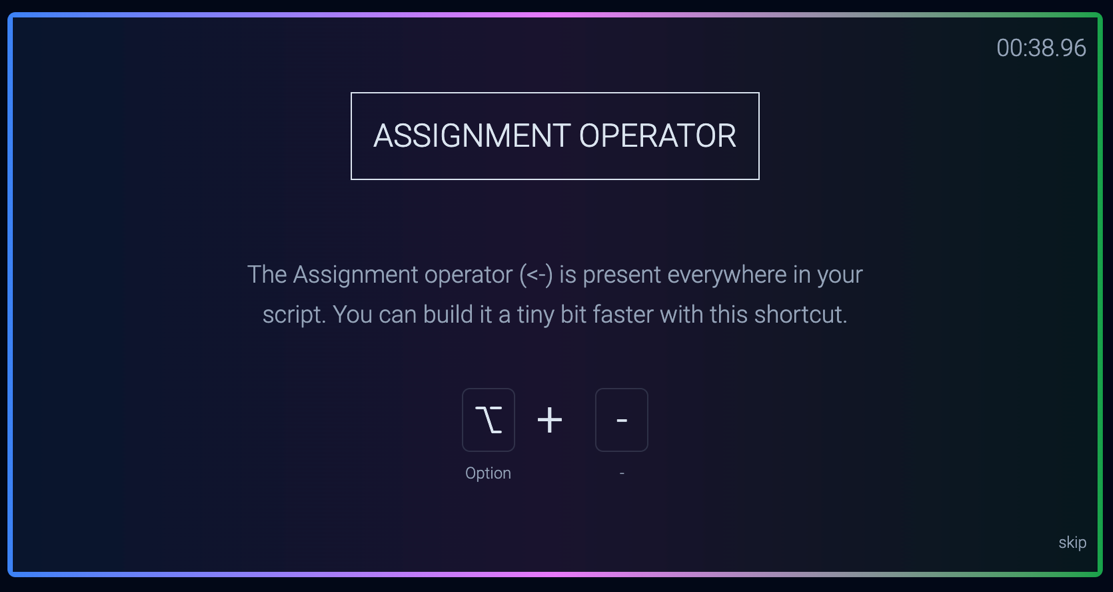 00:38.96
ASSIGNMENT OPERATOR
The Assignment operator (<-) is present everywhere in your
script. You can build it a tiny bit faster with this shortcut.
⌥ + -
Option -
skip